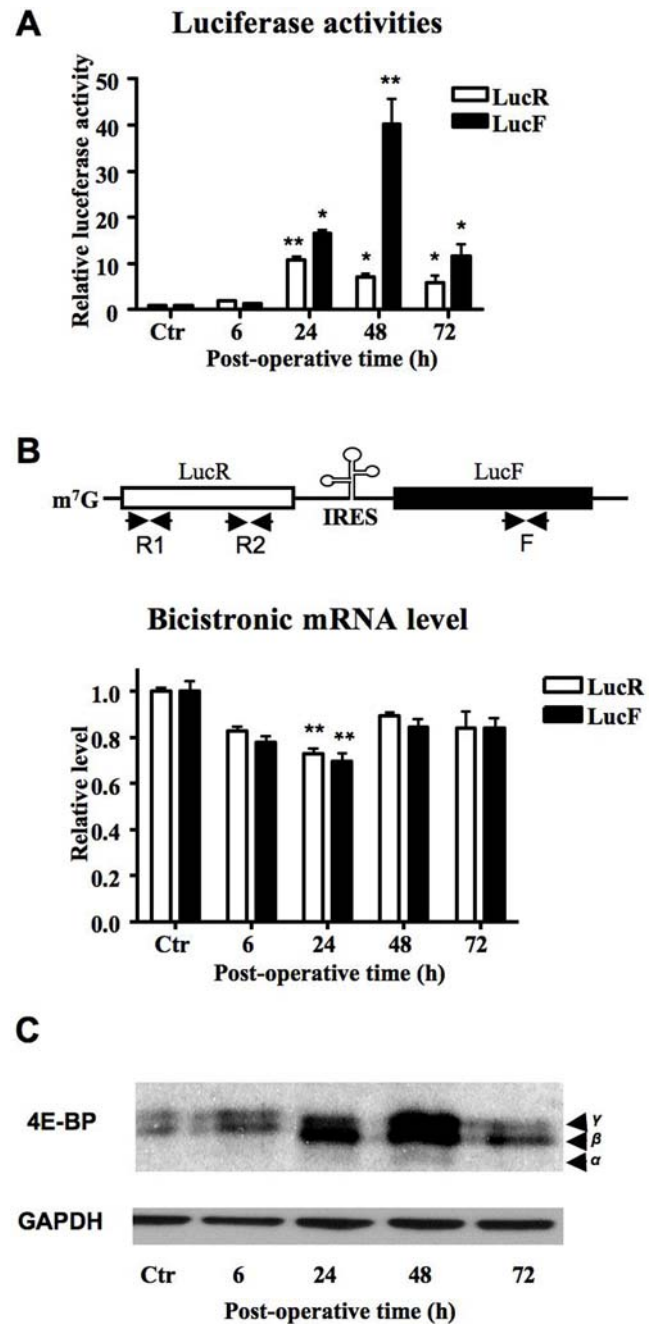 A
Luciferase activities
Relative luceferase activity
50
40
30
20
10
0
LucR
LucF
**
*
*
**
*
*
Ctr 6 24 48 72
Post-operative time (h)
B
LucR
LucF
m⁷G
IRES
R1
R2
F
Bicistronic mRNA level
Relative level
1.0
0.8
0.6
0.4
0.2
0.0
LucR
LucF
**
**
Ctr 6 24 48 72
Post-operative time (h)
C
4E-BP
γ
β
α
GAPDH
Ctr 6 24 48 72
Post-operative time (h)